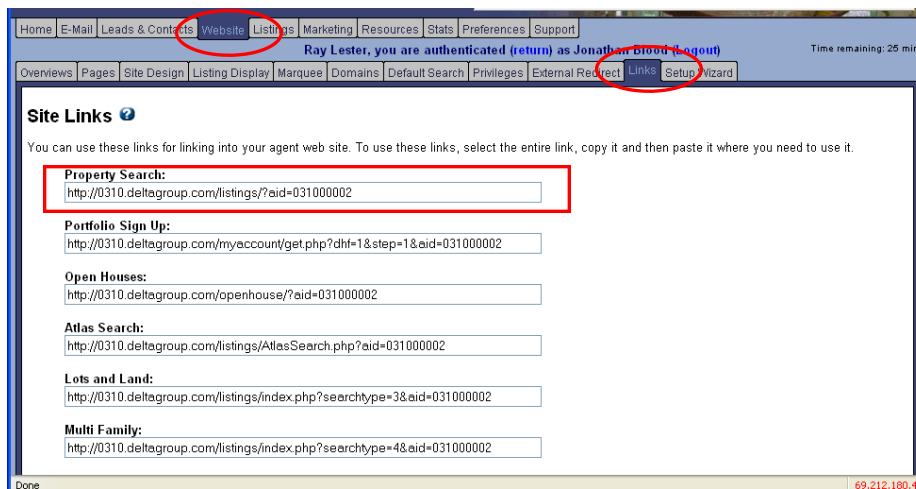 Home E-Mail Leads & Contacts Website Listings Marketing Resources Stats Preferences Support
Ray Lester, you are authenticated (return) as Jonathan Blood (Logout) Time remaining: 25 min
Overviews Pages Site Design Listing Display Marquee Domains Default Search Privileges External Redirect Links Setup Wizard
Site Links ?
You can use these links for linking into your agent web site. To use these links, select the entire link, copy it and then paste it where you need to use it.
Property Search:
http://0310.deltagroup.com/listings/?aid=031000002
Portfolio Sign Up:
http://0310.deltagroup.com/myaccount/get.php?dhf=1&step=1&aid=031000002
Open Houses:
http://0310.deltagroup.com/openhouse/?aid=031000002
Atlas Search:
http://0310.deltagroup.com/listings/AtlasSearch.php?aid=031000002
Lots and Land:
http://0310.deltagroup.com/listings/index.php?searchtype=3&aid=031000002
Multi Family:
http://0310.deltagroup.com/listings/index.php?searchtype=4&aid=031000002
Done 69.212.180.4